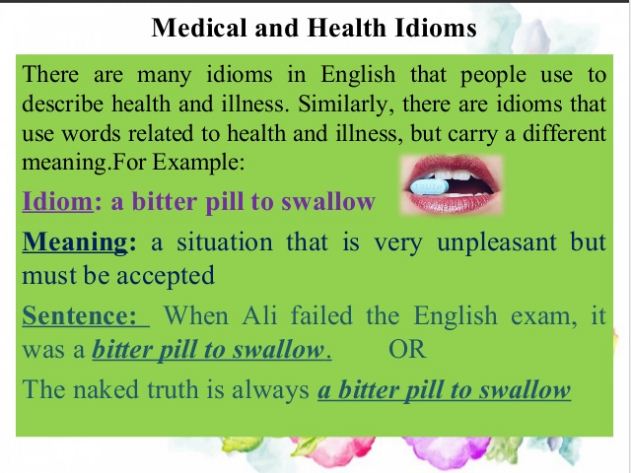 Medical and Health Idioms
There are many idioms in English that people use to
describe health and illness. Similarly, there are idioms that
use words related to health and illness, but carry a different
meaning.For Example:
Idiom: a bitter pill to swallow
Meaning: a situation that is very unpleasant but
must be accepted
Sentence: When Ali failed the English exam, it
was a bitter pill to swallow. OR
The naked truth is always a bitter pill to swallow